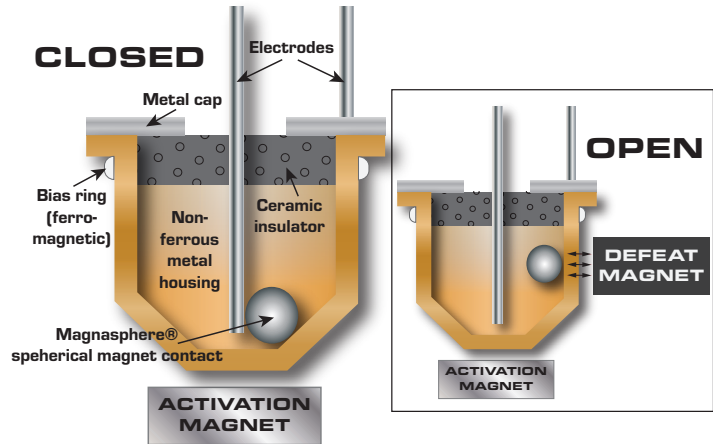 CLOSED
Electrodes
Metal cap
Bias ring
(ferro-
magnetic)
Non-
ferrous
metal
housing
Ceramic
insulator
Magnasphere®
speherical magnet contact
ACTIVATION
MAGNET
OPEN
DEFEAT
MAGNET
ACTIVATION
MAGNET